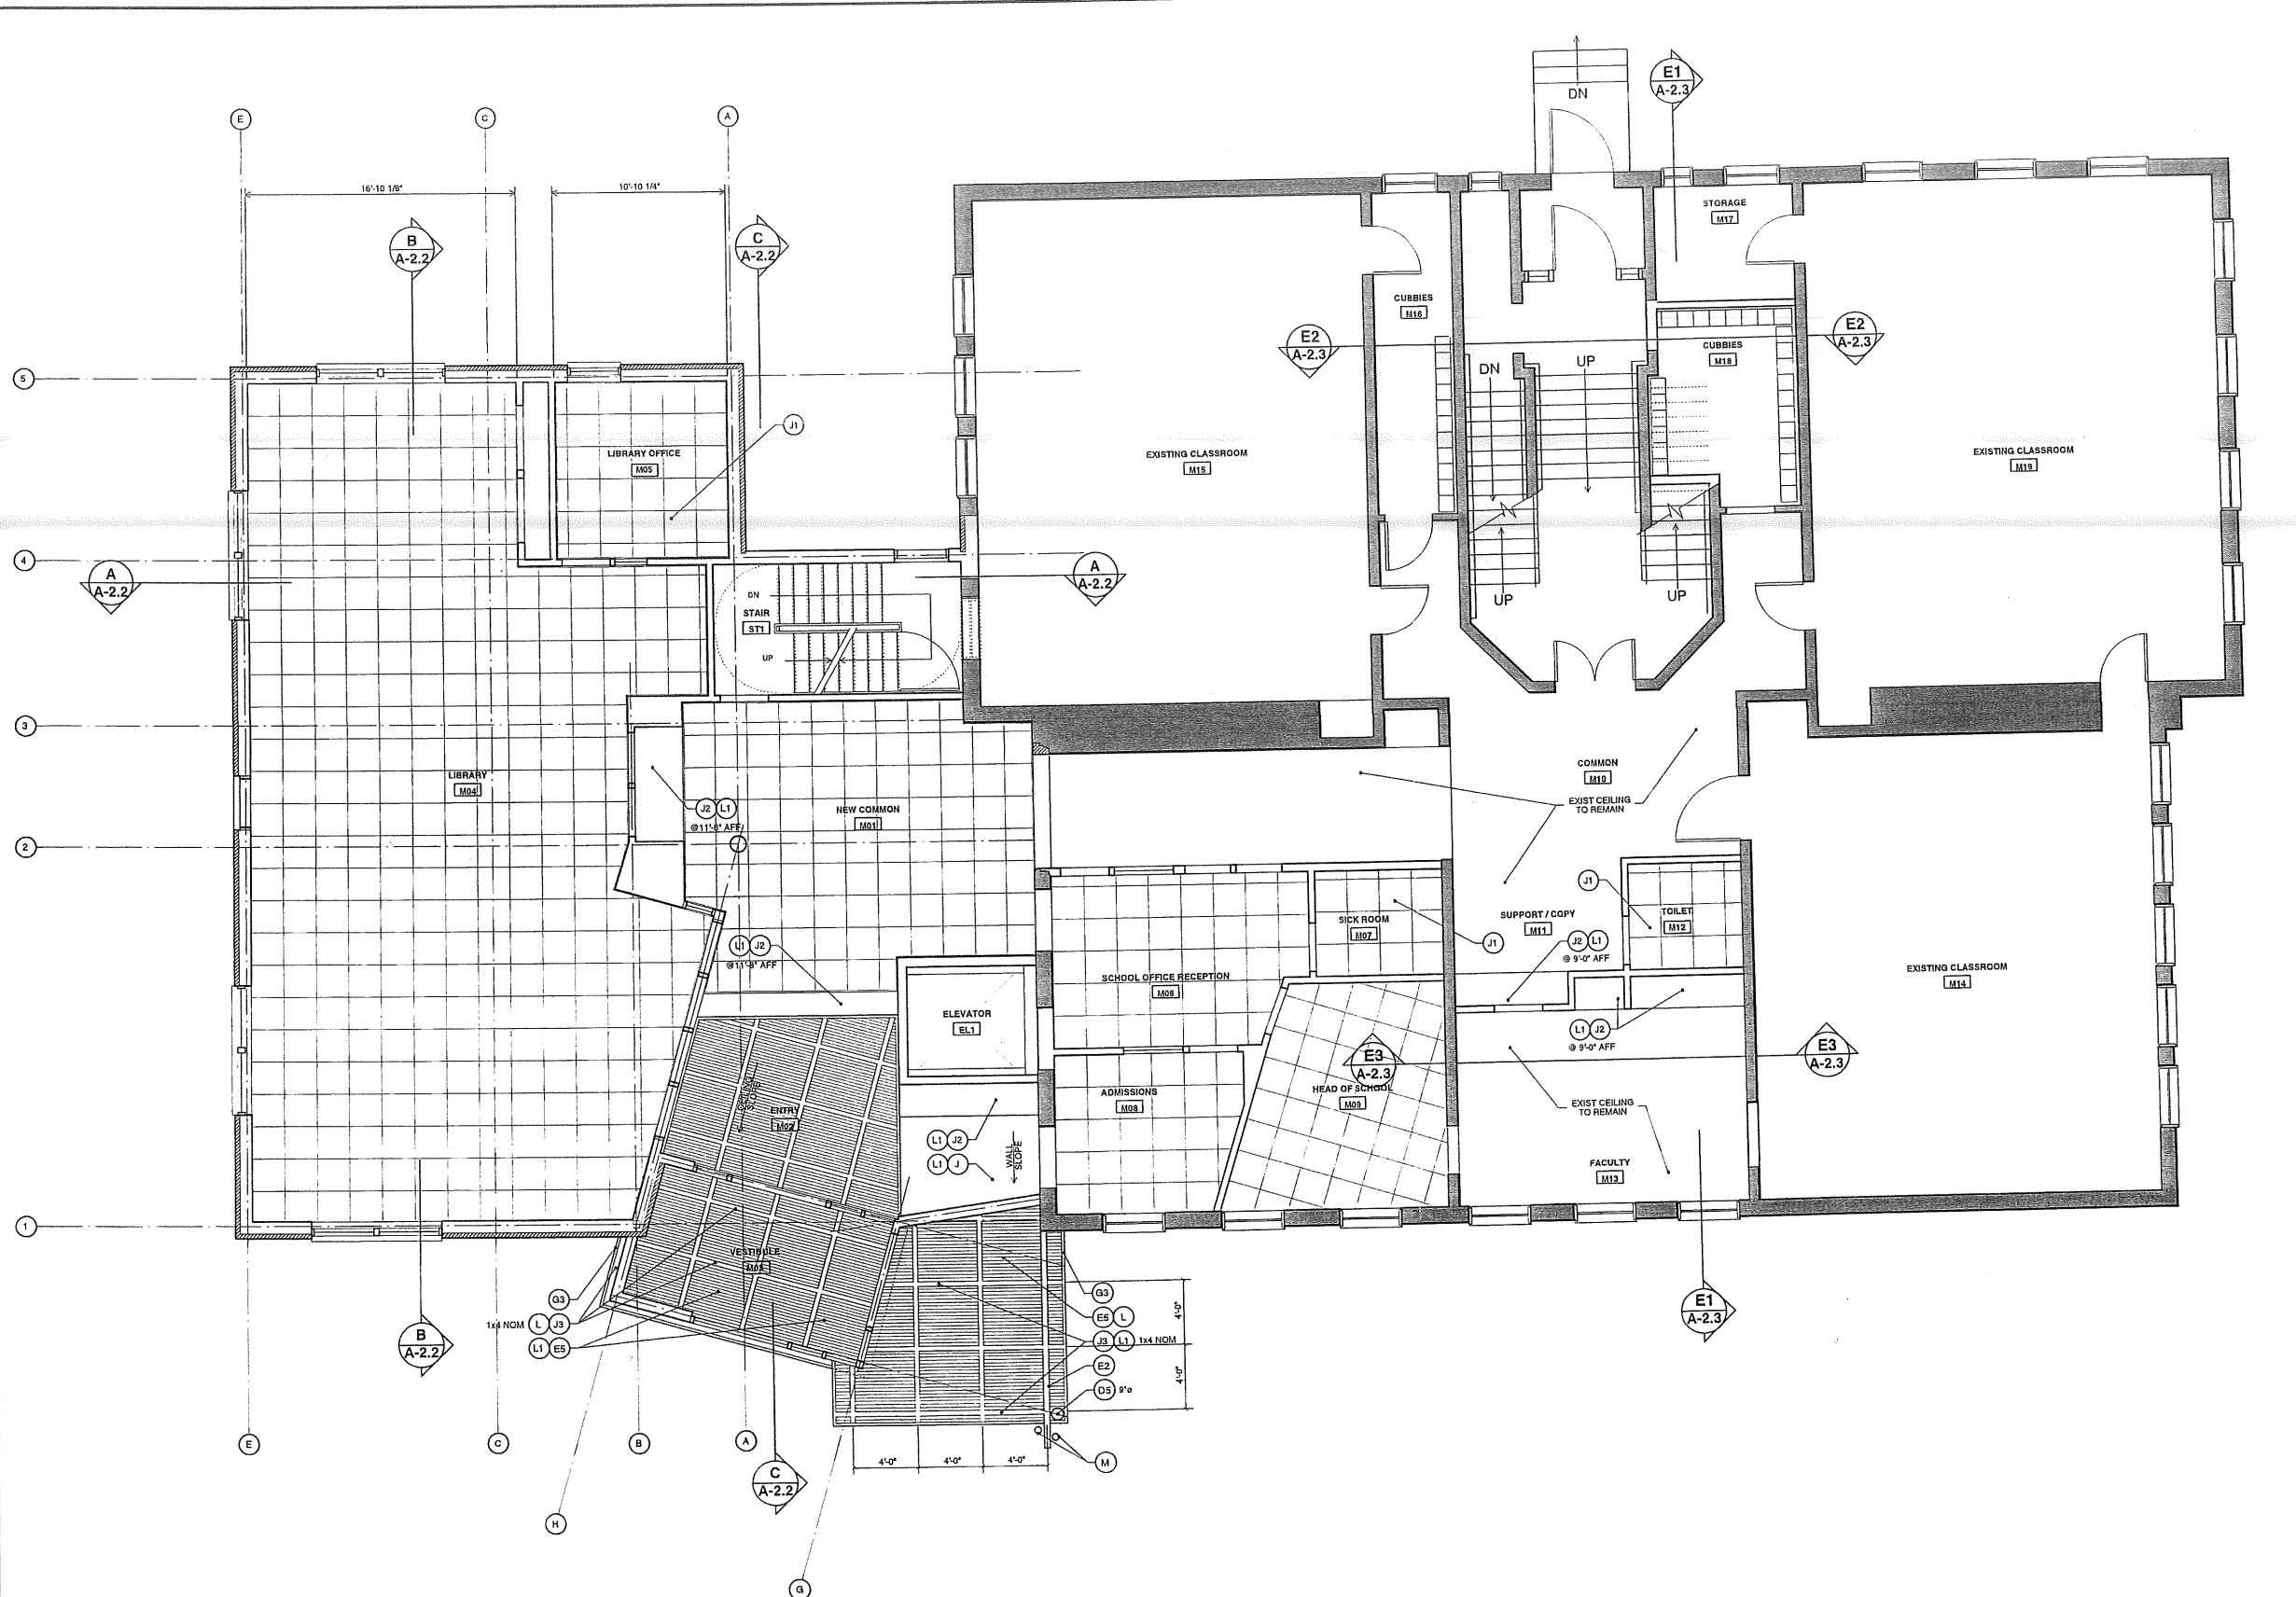 DN
E1
A-2.3
E
C
A
16'-10 1/8"
10'-10 1/4"
STORAGE
M17
B
A-2.2
C
A-2.2
CUBBIES
M16
E2
A-2.3
E2
A-2.3
CUBBIES
M18
DN
UP
5
J1
LIBRARY OFFICE
M05
EXISTING CLASSROOM
M15
EXISTING CLASSROOM
M19
4
A
A-2.2
A
A-2.2
DN
STAIR
ST1
UP
UP
UP
3
LIBRARY
M04
J2 L1
@11'-8" AFF
NEW COMMON
M01
COMMON
M10
EXIST CEILING
TO REMAIN
2
J1
SICK ROOM
M07
J1
SUPPORT / COPY
M11
J2 L1
@ 9'-0" AFF
TOILET
M12
L1 J2
@11'-8" AFF
SCHOOL OFFICE RECEPTION
M06
EXISTING CLASSROOM
M14
ELEVATOR
EL1
L1 J2
@ 9'-0" AFF
E3
A-2.3
E3
A-2.3
CEILING
SLOPE
ENTRY
M02
ADMISSIONS
M08
HEAD OF SCHOOL
M09
EXIST CEILING
TO REMAIN
L1 J2
L1 J
WALL
SLOPE
FACULTY
M13
1
VESTIBULE
M03
G3
1x4 NOM L J3
L1 E5
G3
E5 L
J3 L1 1x4 NOM
E2
D5 9"ø
4'-0"
4'-0"
E1
A-2.3
B
A-2.2
E
C
B
A
4'-0"
4'-0"
4'-0"
M
C
A-2.2
H
G